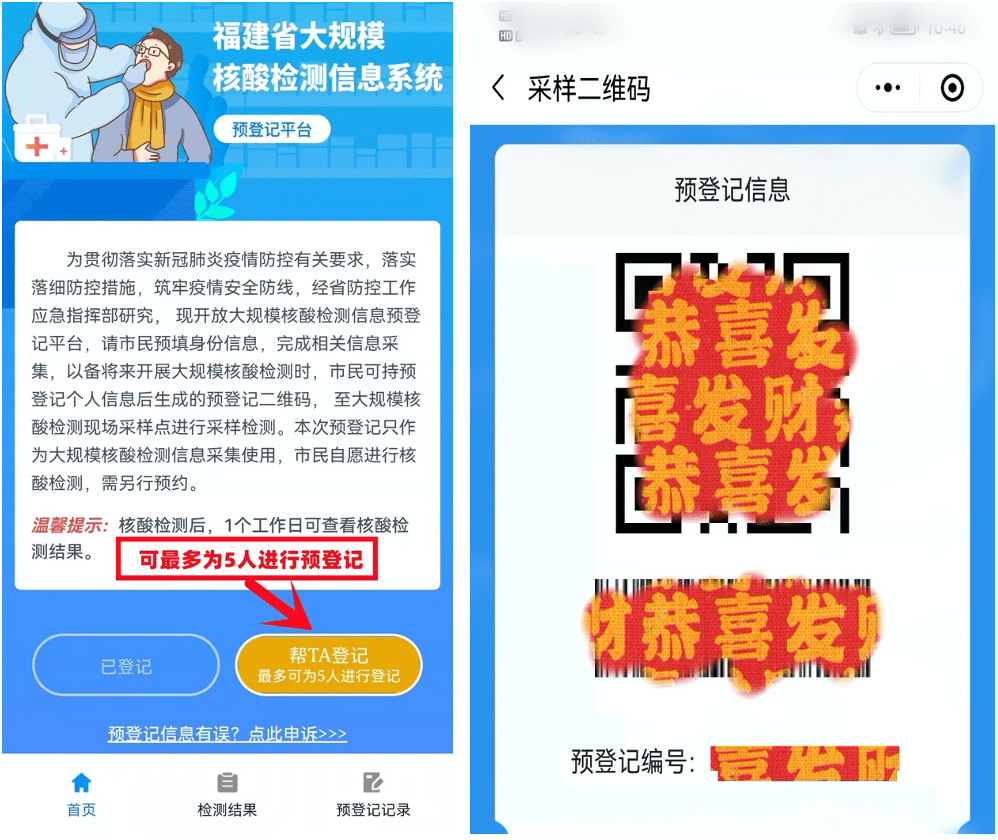 福建省大规模
核酸检测信息系统
预登记平台
为贯彻落实新冠肺炎疫情防控有关要求，落实
落细防控措施，筑牢疫情安全防线，经省防控工作
应急指挥部研究， 现开放大规模核酸检测信息预登
记平台，请市民预填身份信息，完成相关信息采
集，以备将来开展大规模核酸检测时，市民可持预
登记个人信息后生成的预登记二维码， 至大规模核
酸检测现场采样点进行采样检测。本次预登记只作
为大规模核酸检测信息采集使用，市民自愿进行核
酸检测，需另行预约。
温馨提示：核酸检测后，1个工作日可查看核酸检
测结果。
可最多为5人进行预登记
已登记
帮TA登记
最多可为5人进行登记
预登记信息有误？点此申诉>>>
首页
检测结果
预登记记录
HD
采样二维码
预登记信息
恭喜发
喜发财
恭喜发
财恭喜发财
预登记编号：
喜发财